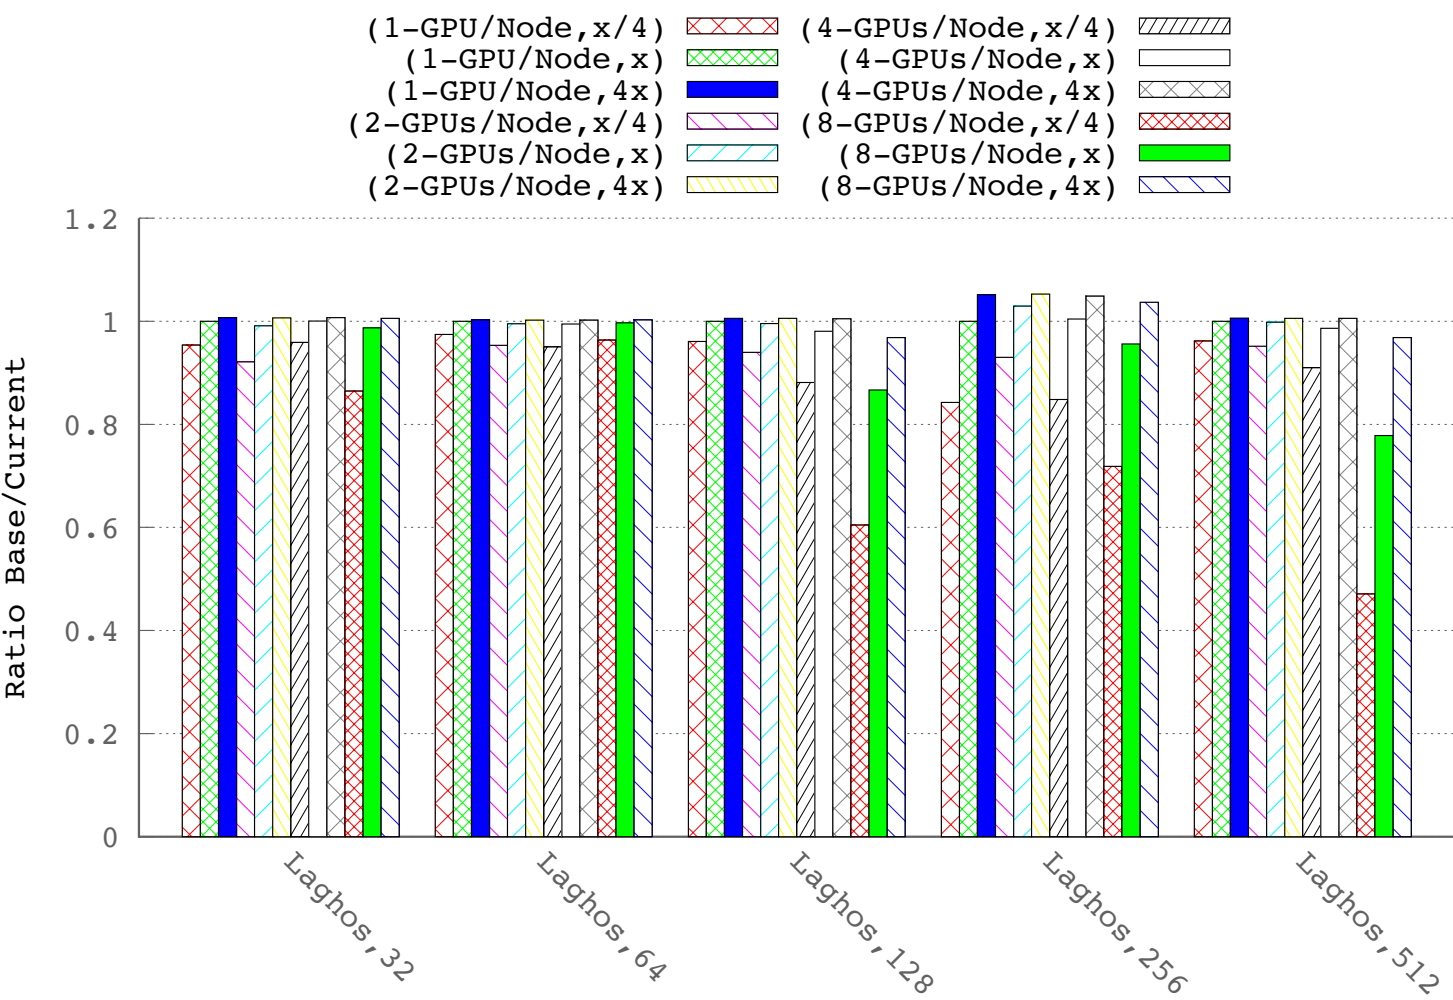 (1-GPU/Node,x/4) (4-GPUs/Node,x/4)
(1-GPU/Node,x) (4-GPUs/Node,x)
(1-GPU/Node,4x) (4-GPUs/Node,4x)
(2-GPUs/Node,x/4) (8-GPUs/Node,x/4)
(2-GPUs/Node,x) (8-GPUs/Node,x)
(2-GPUs/Node,4x) (8-GPUs/Node,4x)
Ratio Base/Current
1.2
1
0.8
0.6
0.4
0.2
0
Laghos,32
Laghos,64
Laghos,128
Laghos,256
Laghos,512